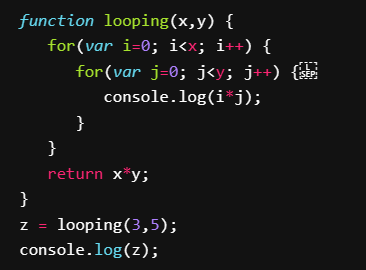 function looping(x,y) {
   for(var i=0; i<x; i++) {
      for(var j=0; j<y; j++) {
         console.log(i*j);
      }
   }
   return x*y;
}
z = looping(3,5);
console.log(z);